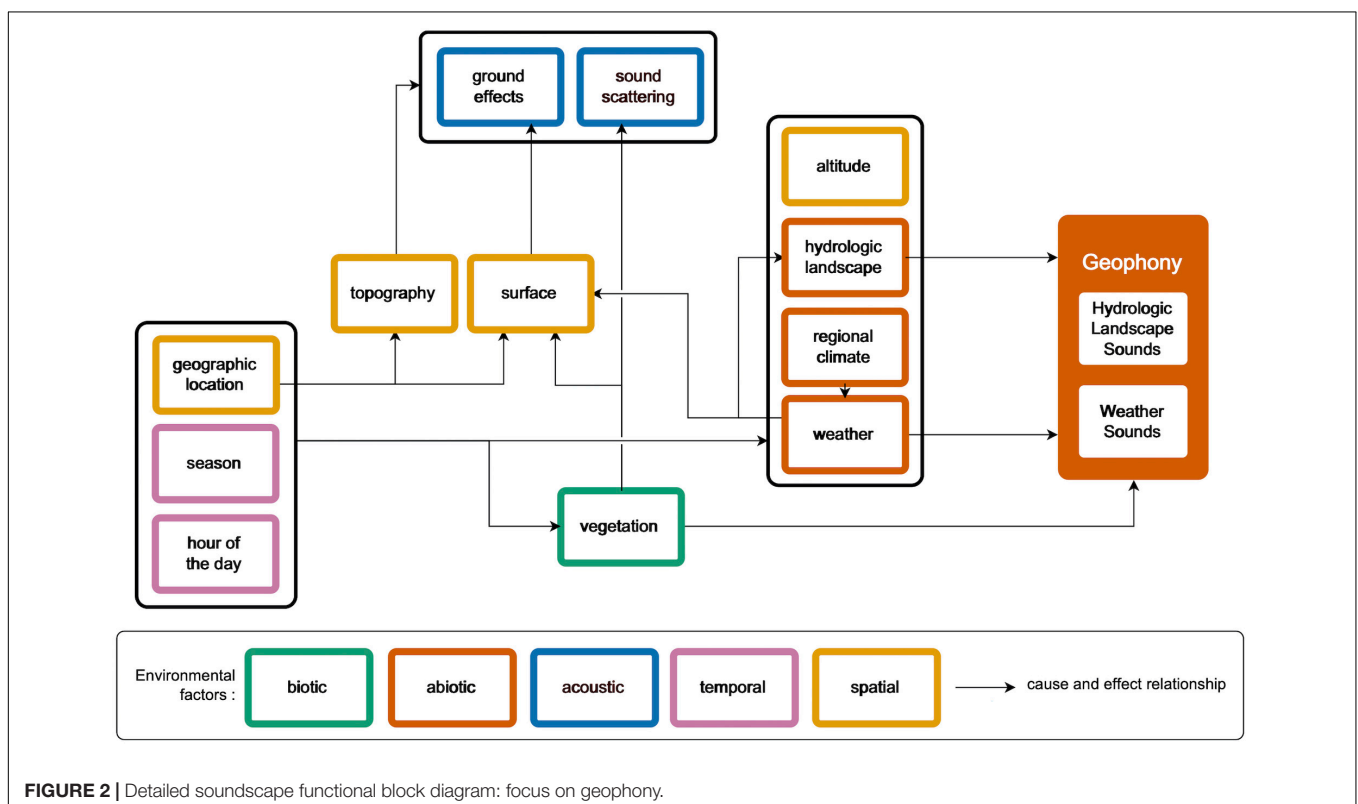 ground
effects
sound
scattering
altitude
hydrologic
landscape
Geophony
topography
surface
Hydrologic
Landscape
Sounds
regional
climate
geographic
location
weather
Weather
Sounds
season
vegetation
hour of
the day
Environmental
factors :
biotic
abiotic
acoustic
temporal
spatial
cause and effect relationship
FIGURE 2 | Detailed soundscape functional block diagram: focus on geophony.